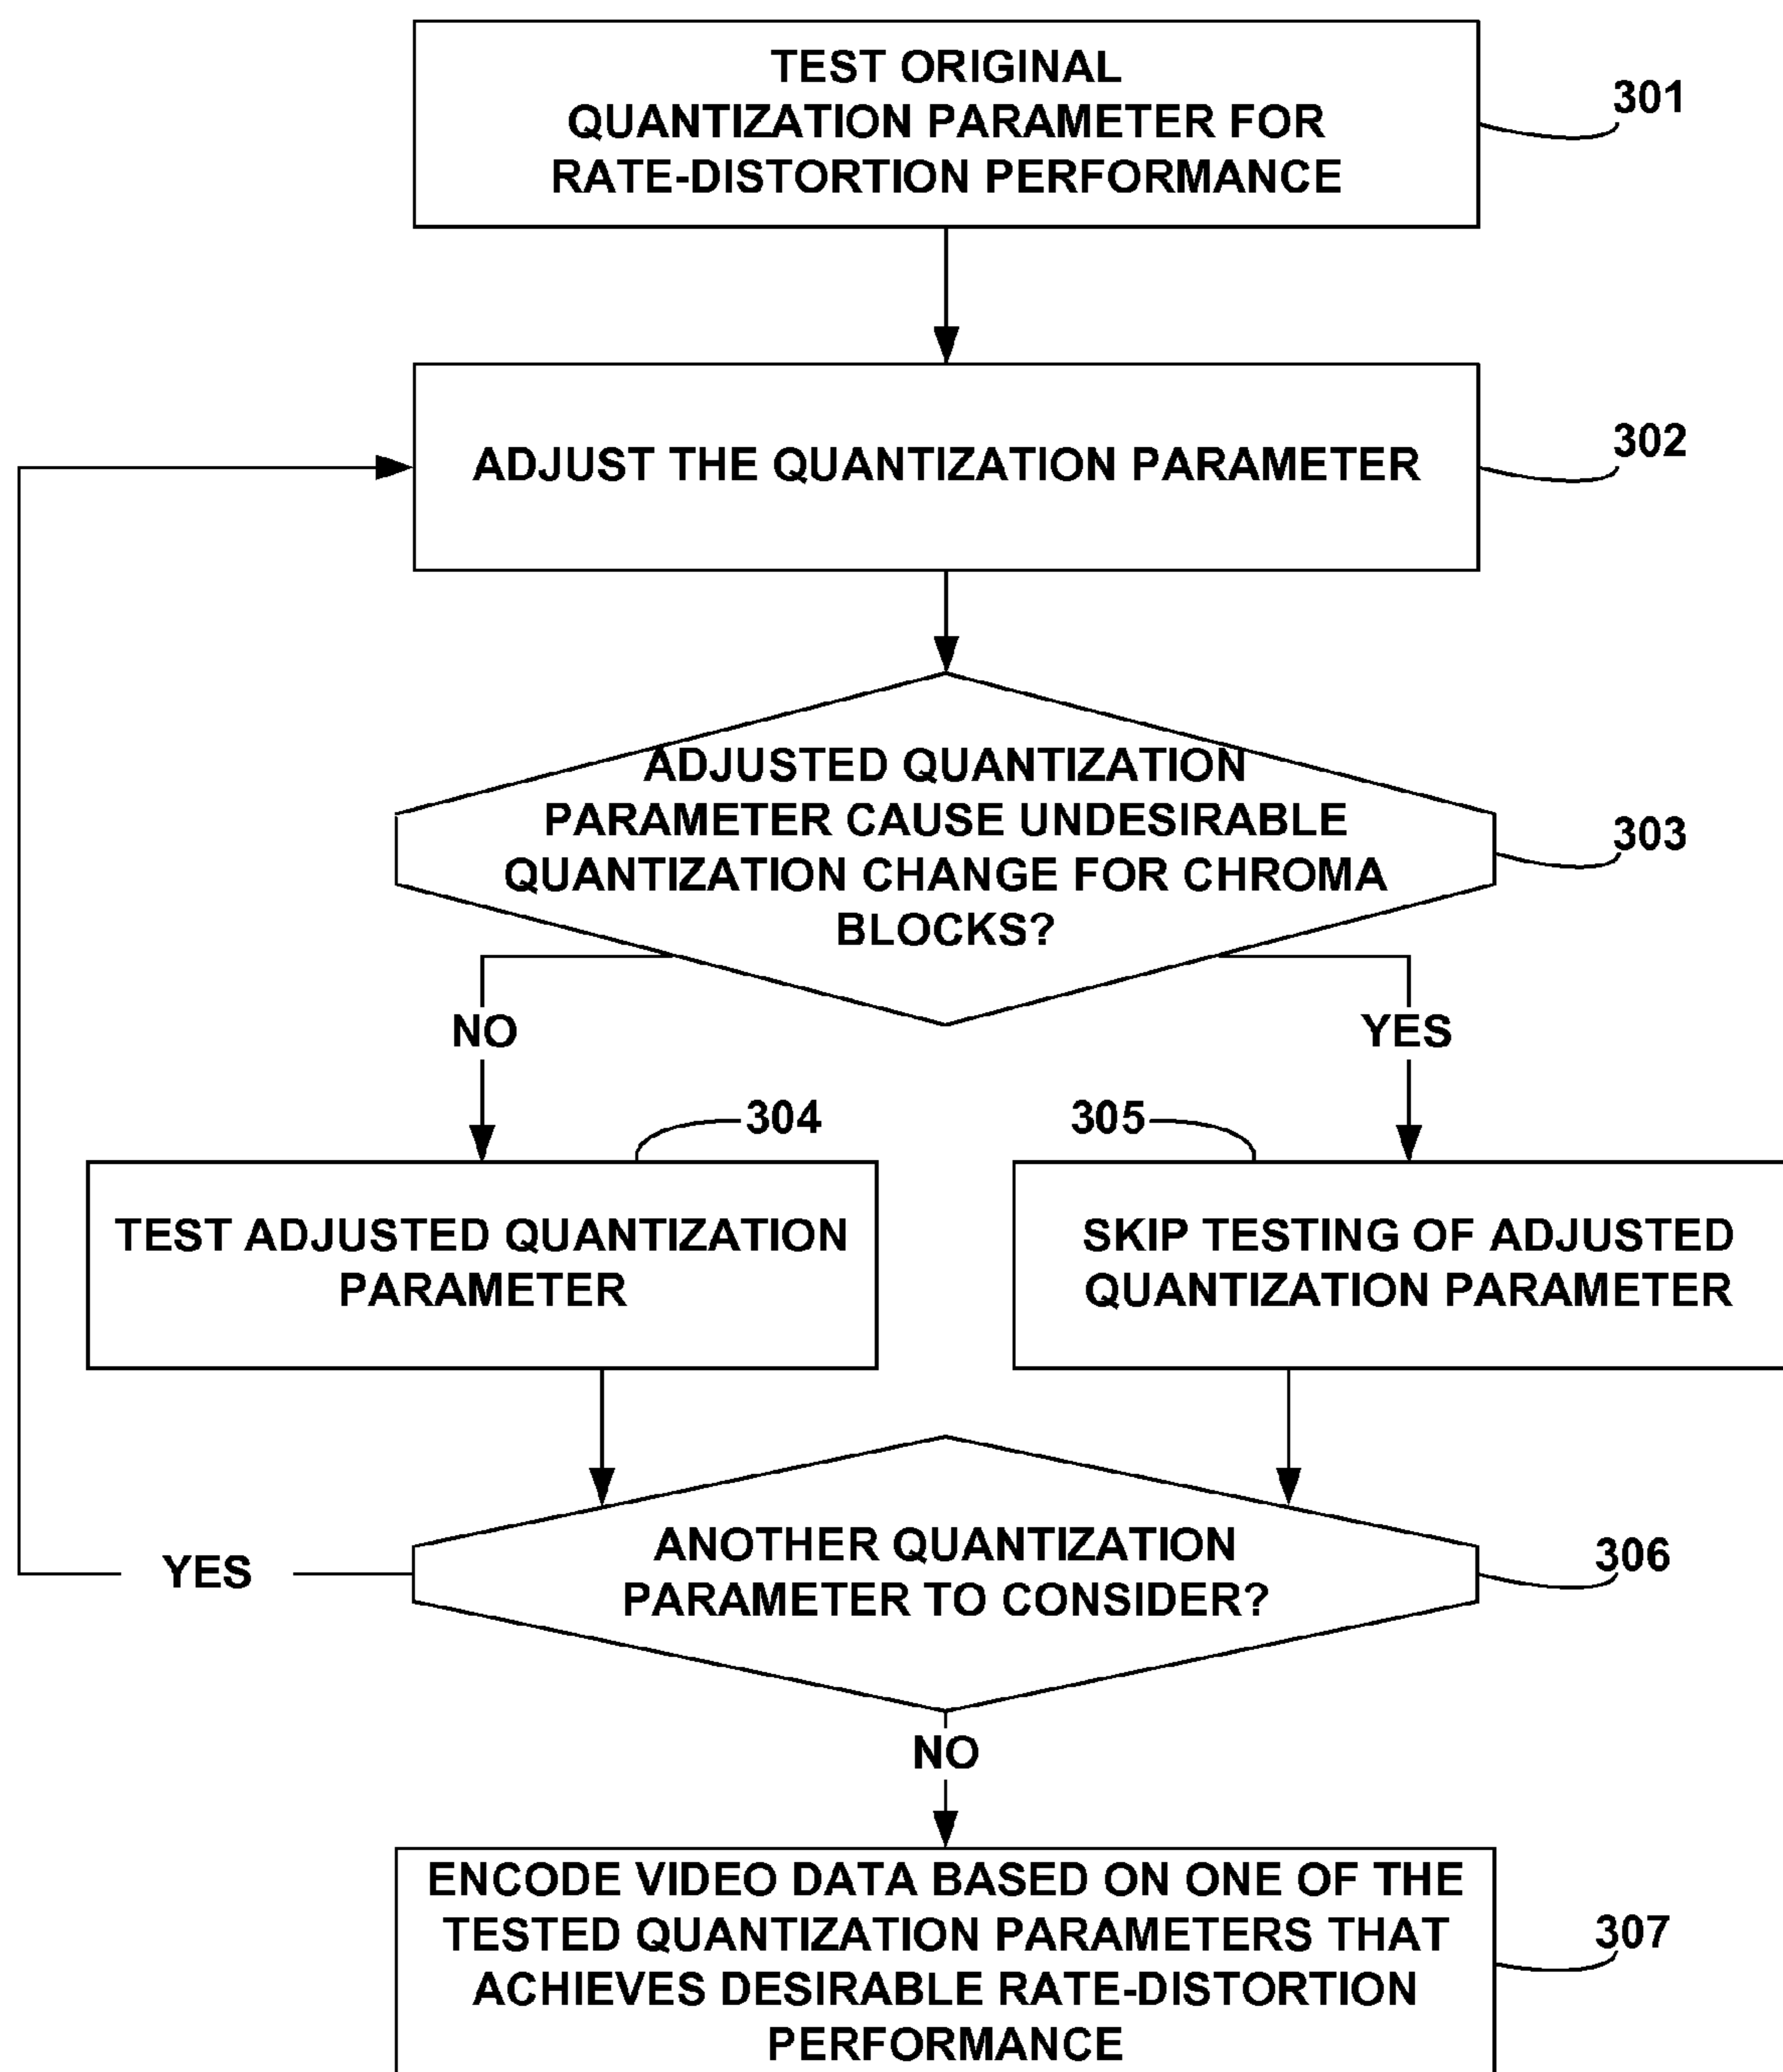 TEST ORIGINAL
QUANTIZATION PARAMETER FOR
RATE-DISTORTION PERFORMANCE
301
ADJUST THE QUANTIZATION PARAMETER
302
ADJUSTED QUANTIZATION
PARAMETER CAUSE UNDESIRABLE
QUANTIZATION CHANGE FOR CHROMA
BLOCKS?
303
NO
YES
304
305
TEST ADJUSTED QUANTIZATION
PARAMETER
SKIP TESTING OF ADJUSTED
QUANTIZATION PARAMETER
ANOTHER QUANTIZATION
PARAMETER TO CONSIDER?
306
YES
NO
ENCODE VIDEO DATA BASED ON ONE OF THE
TESTED QUANTIZATION PARAMETERS THAT
ACHIEVES DESIRABLE RATE-DISTORTION
PERFORMANCE
307